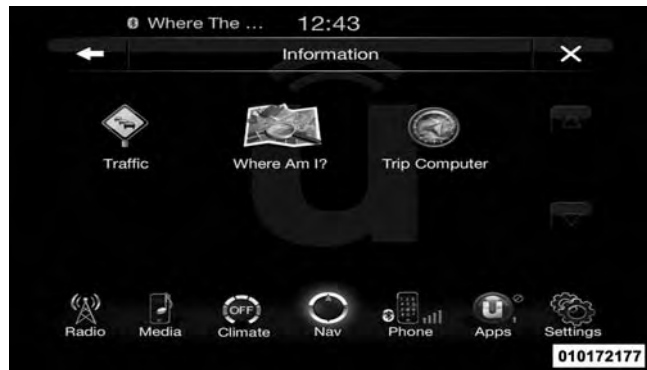 Where The ... 12:43
Information
Traffic Where Am I? Trip Computer
OFF
Radio Media Climate Nav Phone Apps Settings
010172177